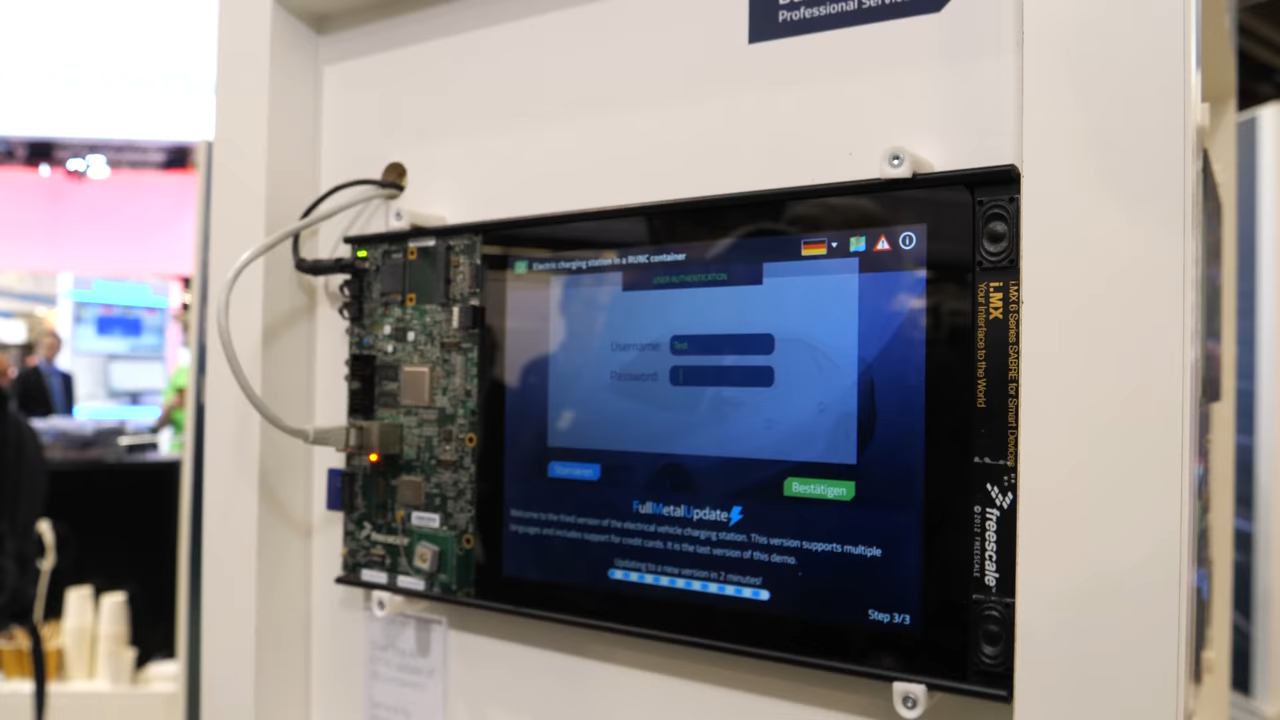 Professional
Electric charging station in a RUNC container
USER AUTHENTICATION
Username:
Test
Password:
Stornieren
Bestätigen
FullMetalUpdate
Welcome to the third version of the electrical vehicle charging station. This version supports multiple
languages and includes support for credit cards. It is the last version of this demo.
Updating to a new version in 2 minutes!
Step 3/3
i.MX 6 Series SABRE for Smart Devices
i.MX
Your Interface to the World
freescale™
© 2012 FREESCALE